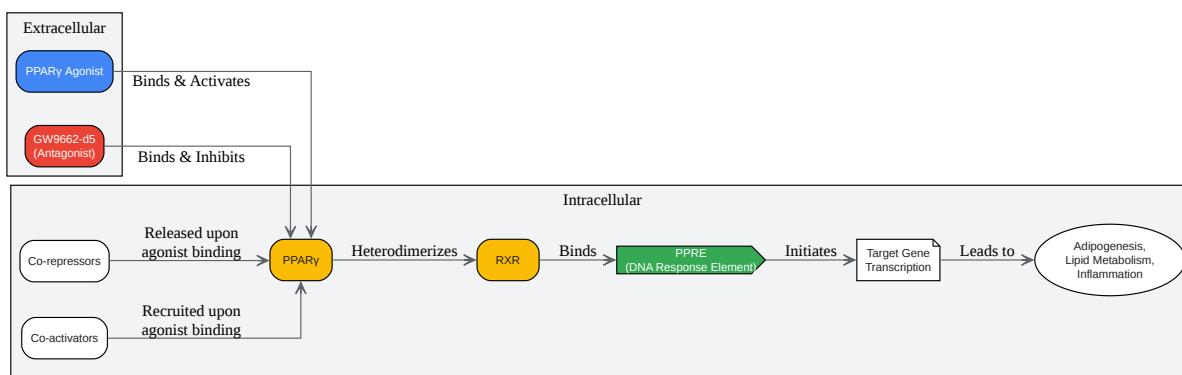 Extracellular
PPARγ Agonist
Binds & Activates
GW9662-d5
(Antagonist)
Binds & Inhibits
Intracellular
Co-repressors
Released upon
agonist binding
PPARγ
Heterodimerizes
RXR
Binds
PPRE
(DNA Response Element)
Initiates
Target Gene
Transcription
Leads to
Adipogenesis,
Lipid Metabolism,
Inflammation
Co-activators
Recruited upon
agonist binding